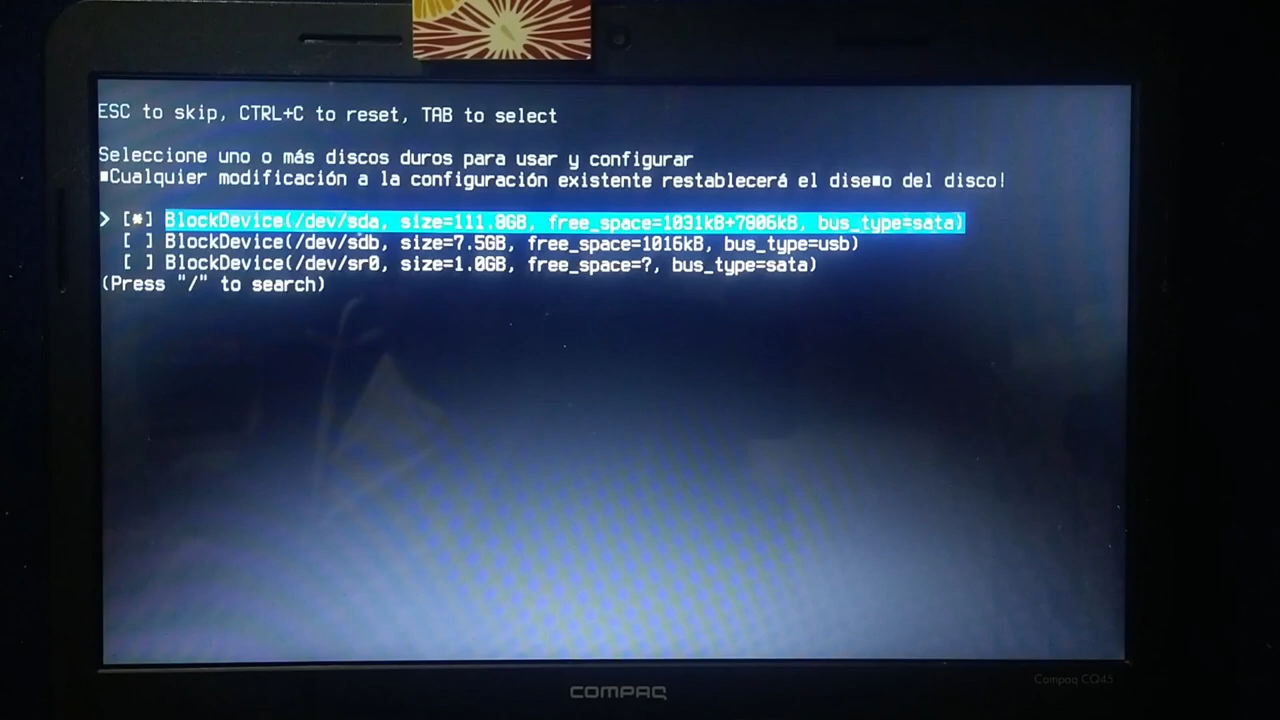 ESC to skip, CTRL+C to reset, TAB to select
Seleccione uno o más discos duros para usar y configurar
■Cualquier modificación a la configuración existente restablecerá el dise■o del disco!
> [*] BlockDevice(/dev/sda, size=111.8GB, free_space=1031kB+7806kB, bus_type=sata)
[ ] BlockDevice(/dev/sdb, size=7.5GB, free_space=1016kB, bus_type=usb)
[ ] BlockDevice(/dev/sr0, size=1.0GB, free_space=?, bus_type=sata)
(Press "/" to search)
Compaq CQ45
COMPAQ